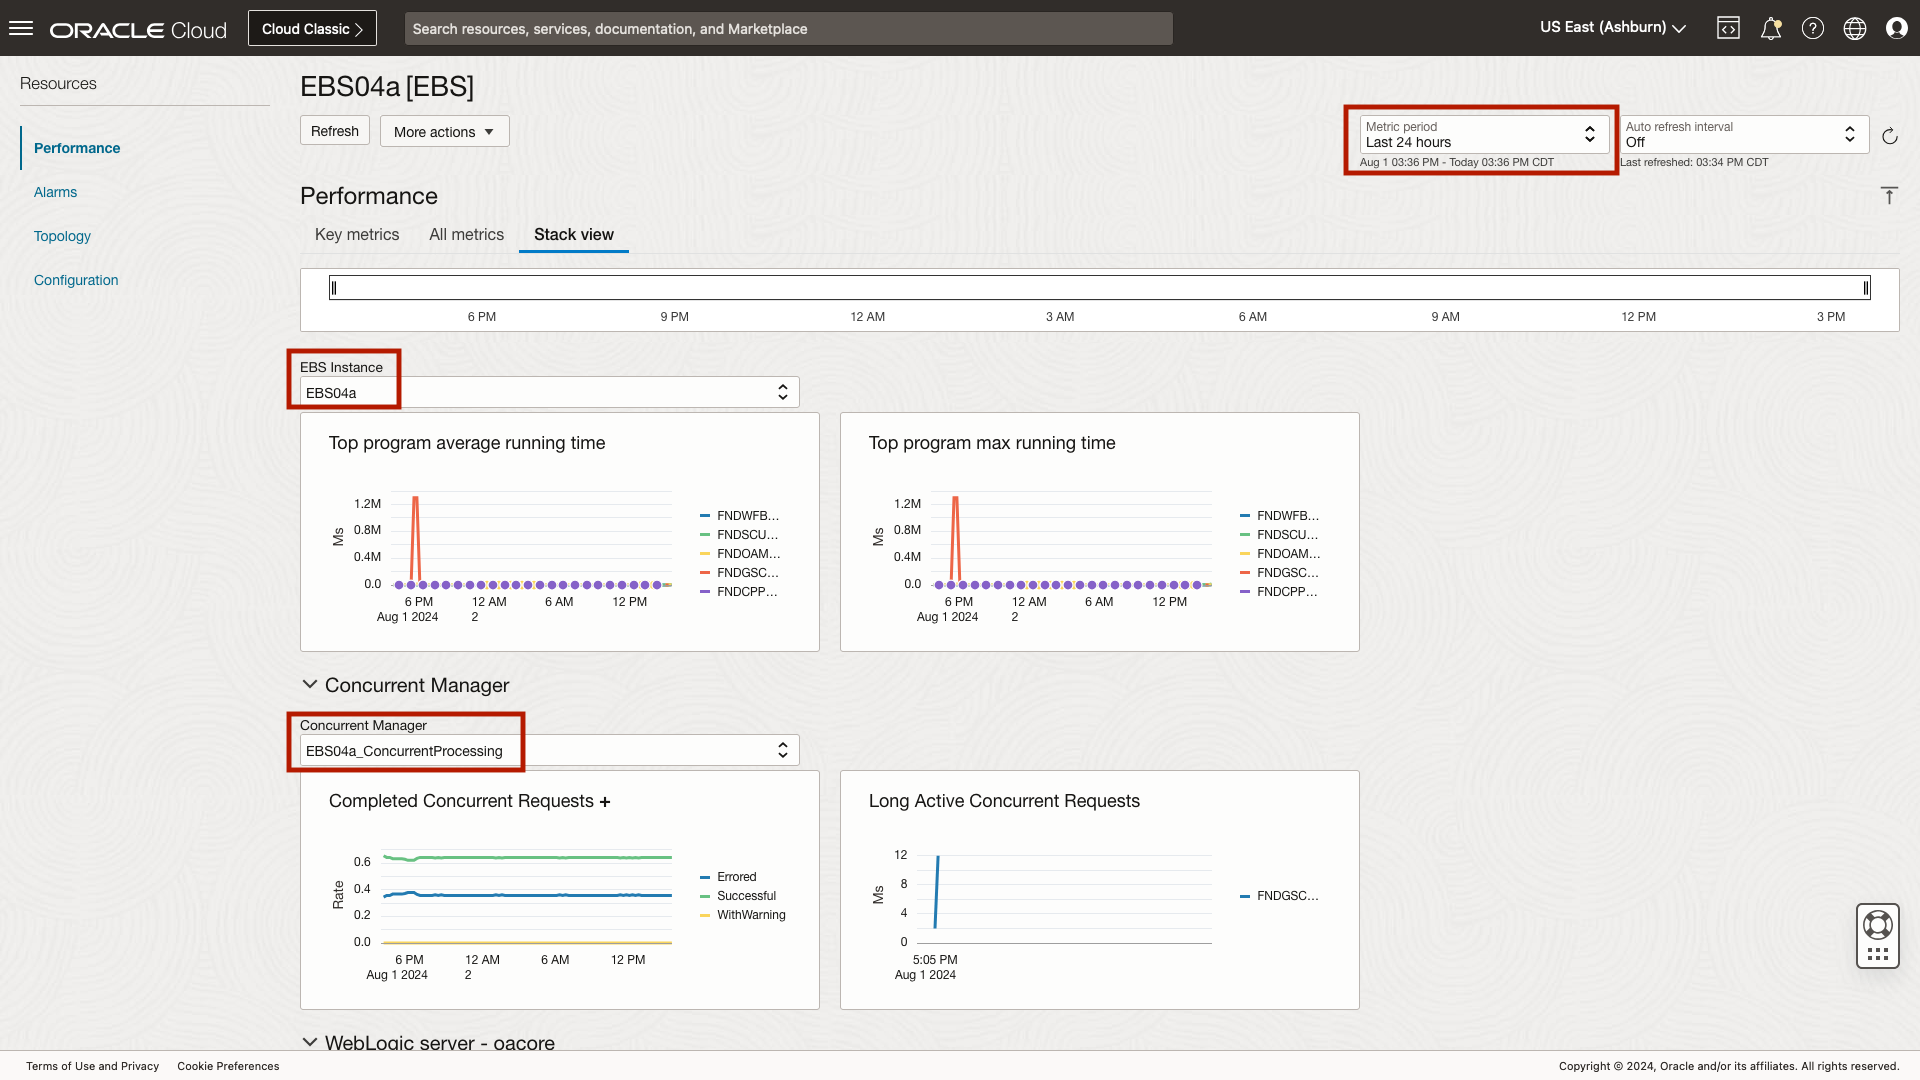 ORACLE Cloud
Cloud Classic
Search resources, services, documentation, and Marketplace
US East (Ashburn)
Resources
Performance
Alarms
Topology
Configuration
EBS04a [EBS]
Refresh
More actions
Metric period
Last 24 hours
Aug 1 03:36 PM - Today 03:36 PM CDT
Auto refresh interval
Off
Last refreshed: 03:34 PM CDT
Performance
Key metrics
All metrics
Stack view
6 PM
9 PM
12 AM
3 AM
6 AM
9 AM
12 PM
3 PM
EBS Instance
EBS04a
Top program average running time
Ms
1.2M
0.8M
0.4M
0.0
6 PM
12 AM
6 AM
12 PM
Aug 1 2024
2
FNDWFB...
FNDSCU...
FNDOAM...
FNDGSC...
FNDCPP...
Top program max running time
Ms
1.2M
0.8M
0.4M
0.0
6 PM
12 AM
6 AM
12 PM
Aug 1 2024
2
FNDWFB...
FNDSCU...
FNDOAM...
FNDGSC...
FNDCPP...
Concurrent Manager
Concurrent Manager
EBS04a_ConcurrentProcessing
Completed Concurrent Requests +
Rate
0.6
0.4
0.2
0.0
6 PM
12 AM
6 AM
12 PM
Aug 1 2024
2
Errored
Successful
WithWarning
Long Active Concurrent Requests
Ms
12
8
4
0
5:05 PM
Aug 1 2024
FNDGSC...
WebLogic server - oacore
Terms of Use and Privacy
Cookie Preferences
Copyright © 2024, Oracle and/or its affiliates. All rights reserved.